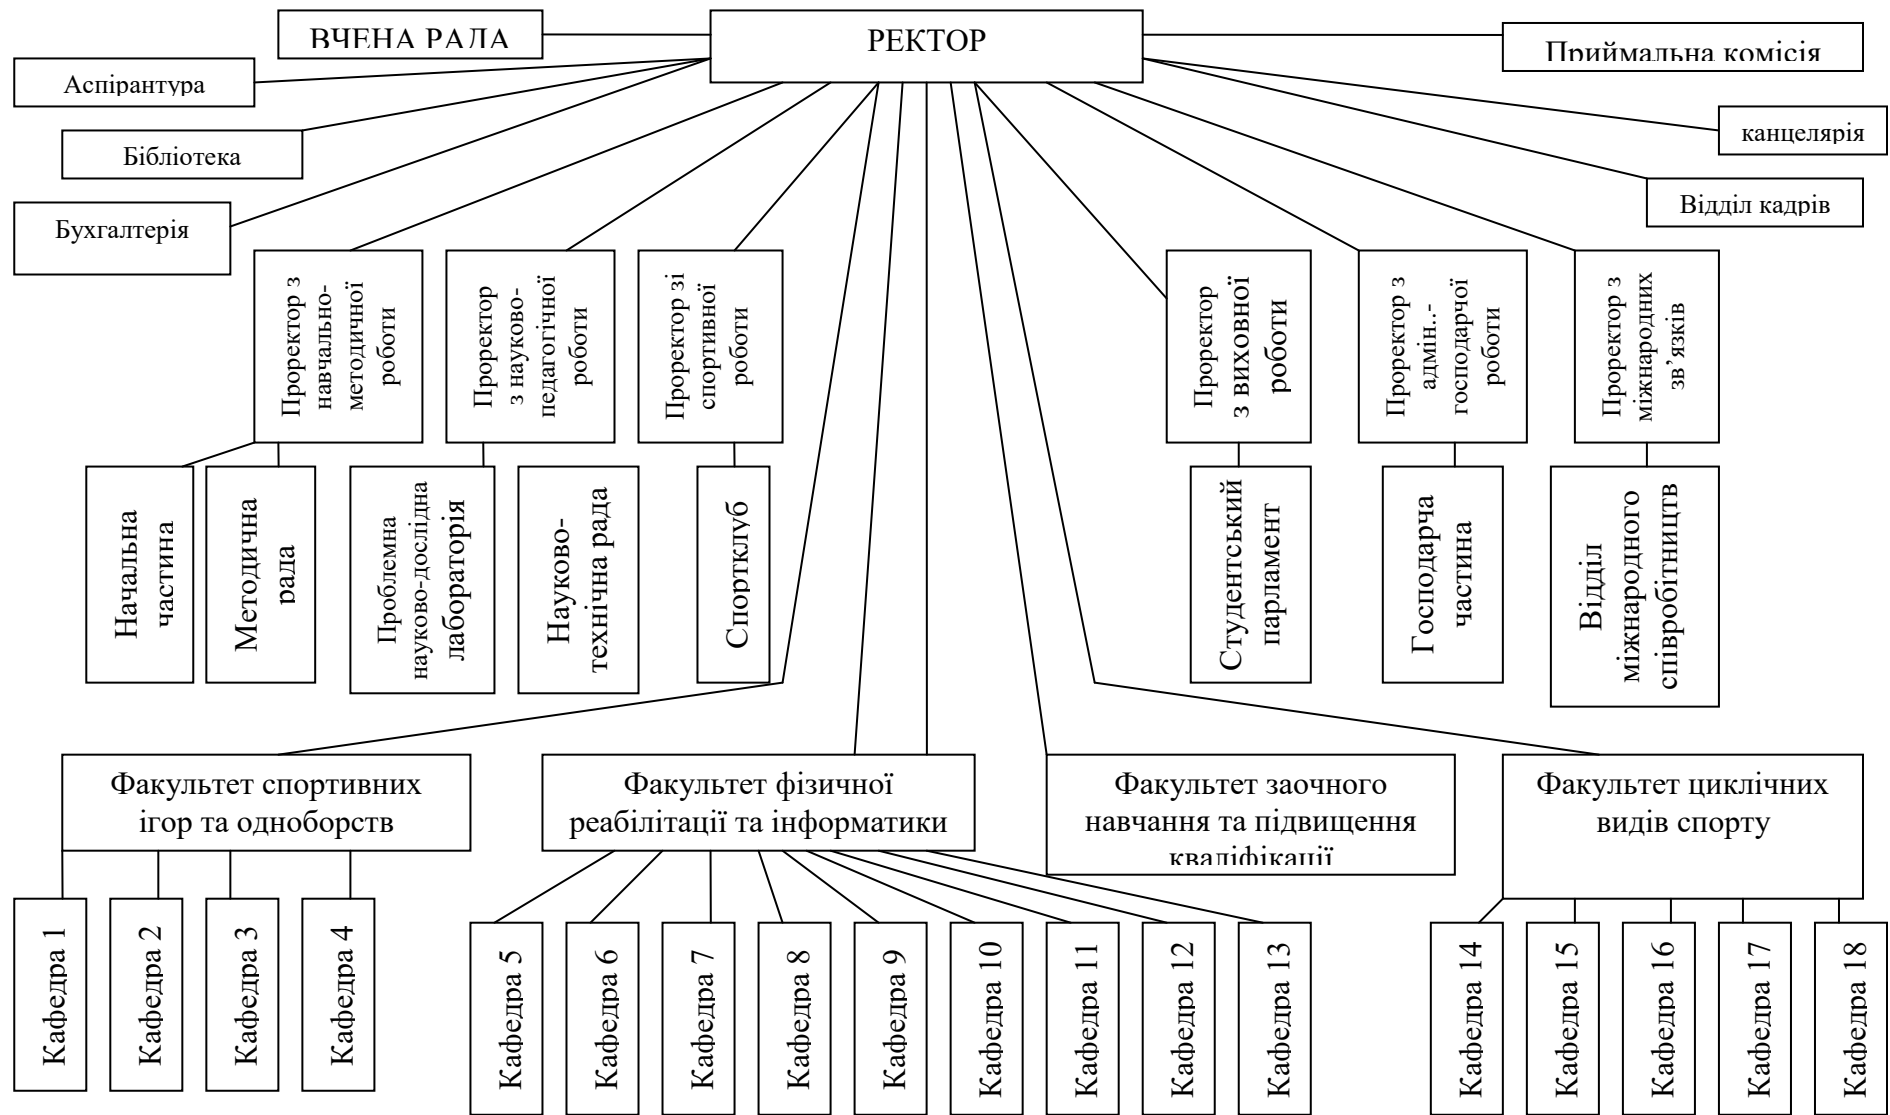 ВЧЕНА РАДА
РЕКТОР
Приймальна комісія
Аспірантура
канцелярія
Бібліотека
Відділ кадрів
Бухгалтерія
Проректор з
навчально-
методичної
роботи
Проректор
з науково-
педагогічної
роботи
Проректор зі
спортивної
роботи
Проректор
з виховної
роботи
Проректор з
адмін..-
господарчої
роботи
Проректор з
міжнародних
зв’язків
Начальна
частина
Методична
рада
Проблемна
науково-дослідна
лабораторія
Науково-
технічна рада
Спортклуб
Студентський
парламент
Господарча
частина
Відділ
міжнародного
співробітництв
Факультет спортивних
ігор та одноборств
Факультет фізичної
реабілітації та інформатики
Факультет заочного
навчання та підвищення
кваліфікації
Факультет циклічних
видів спорту
Кафедра 1
Кафедра 2
Кафедра 3
Кафедра 4
Кафедра 5
Кафедра 6
Кафедра 7
Кафедра 8
Кафедра 9
Кафедра 10
Кафедра 11
Кафедра 12
Кафедра 13
Кафедра 14
Кафедра 15
Кафедра 16
Кафедра 17
Кафедра 18